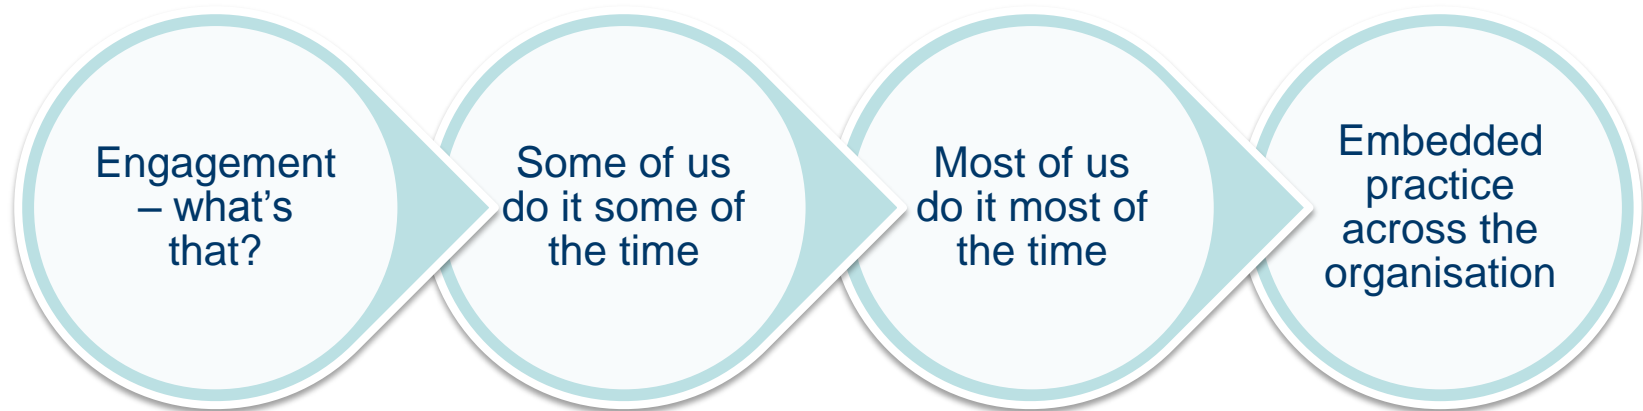 Engagement
– what’s
that?
Some of us
do it some of
the time
Most of us
do it most of
the time
Embedded
practice
across the
organisation